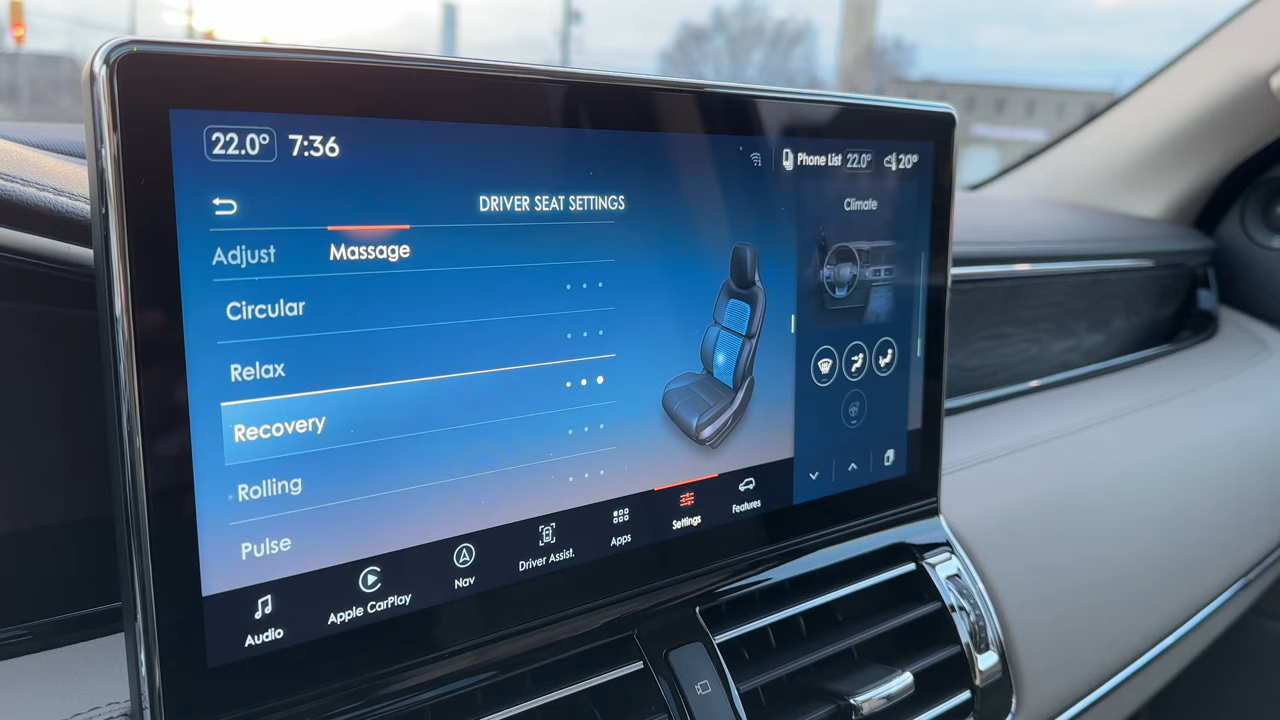 22.0° 7:36
Phone List 22.0° 20°
DRIVER SEAT SETTINGS
Climate
Adjust Massage
Circular
Relax
Recovery
Rolling
Pulse
Audio
Apple CarPlay
Nav
Driver Assist.
Apps
Settings
Features